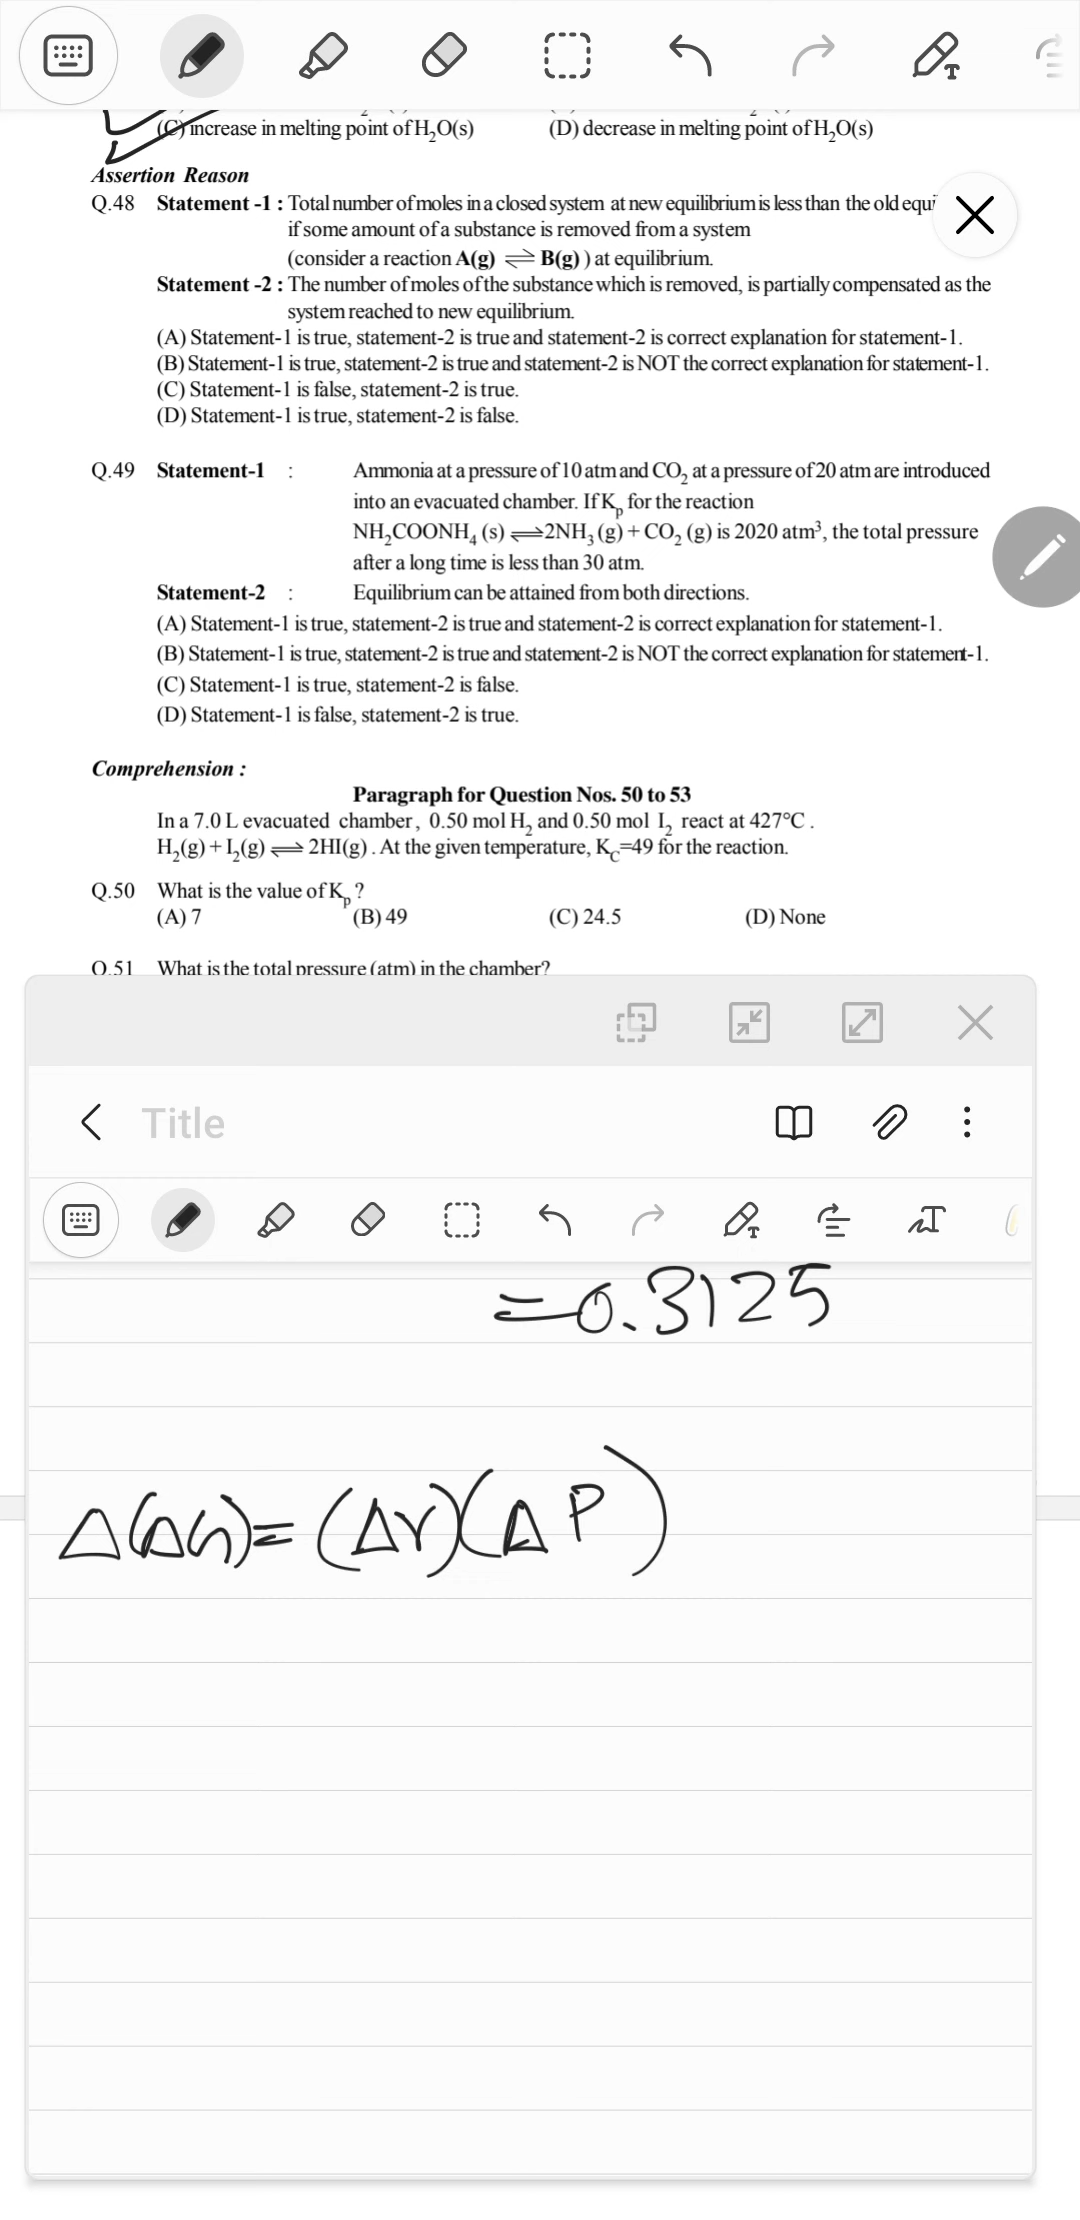 (C) increase in melting point of H₂O(s) (D) decrease in melting point of H₂O(s)
Assertion Reason
Q.48 Statement -1 : Total number of moles in a closed system at new equilibrium is less than the old equi
if some amount of a substance is removed from a system
(consider a reaction A(g) ⇌ B(g) ) at equilibrium.
Statement -2 : The number of moles of the substance which is removed, is partially compensated as the
system reached to new equilibrium.
(A) Statement-1 is true, statement-2 is true and statement-2 is correct explanation for statement-1.
(B) Statement-1 is true, statement-2 is true and statement-2 is NOT the correct explanation for statement-1.
(C) Statement-1 is false, statement-2 is true.
(D) Statement-1 is true, statement-2 is false.
Q.49 Statement-1 : Ammonia at a pressure of 10 atm and CO₂ at a pressure of 20 atm are introduced
into an evacuated chamber. If Kₚ for the reaction
NH₂COONH₄ (s) ⇌ 2NH₃ (g) + CO₂ (g) is 2020 atm³, the total pressure
after a long time is less than 30 atm.
Statement-2 : Equilibrium can be attained from both directions.
(A) Statement-1 is true, statement-2 is true and statement-2 is correct explanation for statement-1.
(B) Statement-1 is true, statement-2 is true and statement-2 is NOT the correct explanation for statement-1.
(C) Statement-1 is true, statement-2 is false.
(D) Statement-1 is false, statement-2 is true.
Comprehension :
Paragraph for Question Nos. 50 to 53
In a 7.0 L evacuated chamber, 0.50 mol H₂ and 0.50 mol I₂ react at 427°C .
H₂(g) + I₂(g) ⇌ 2HI(g) . At the given temperature, K_C=49 for the reaction.
Q.50 What is the value of Kₚ ?
(A) 7 (B) 49 (C) 24.5 (D) None
Q.51 What is the total pressure (atm) in the chamber?
Title
=0.3125
Δ(ΔG)=(Δr)(ΔP)